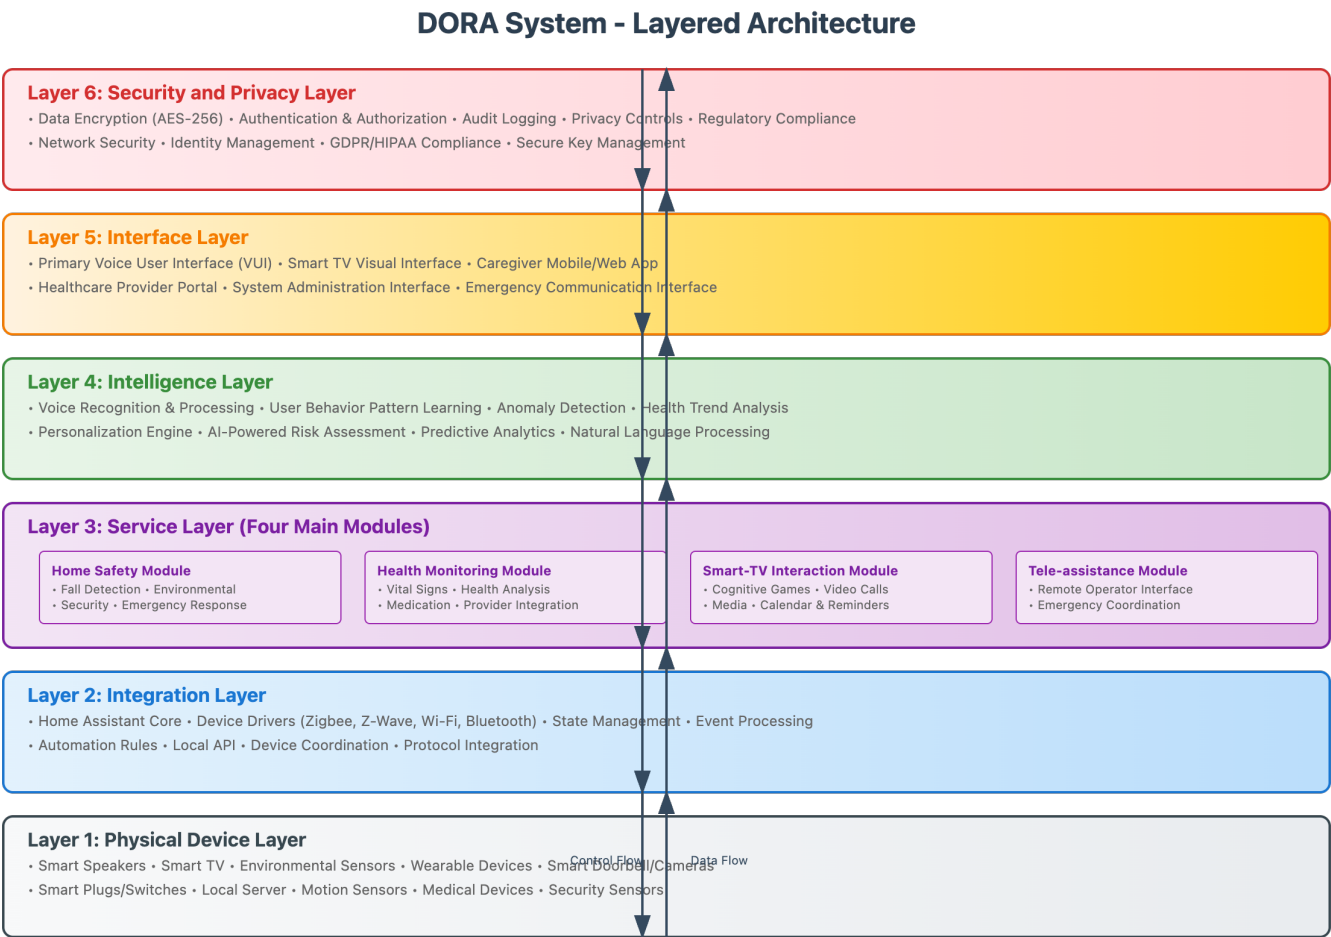 DORA System - Layered Architecture
Layer 6: Security and Privacy Layer
• Data Encryption (AES-256) • Authentication & Authorization • Audit Logging • Privacy Controls • Regulatory Compliance
• Network Security • Identity Management • GDPR/HIPAA Compliance • Secure Key Management
Layer 5: Interface Layer
• Primary Voice User Interface (VUI) • Smart TV Visual Interface • Caregiver Mobile/Web App
• Healthcare Provider Portal • System Administration Interface • Emergency Communication Interface
Layer 4: Intelligence Layer
• Voice Recognition & Processing • User Behavior Pattern Learning • Anomaly Detection • Health Trend Analysis
• Personalization Engine • AI-Powered Risk Assessment • Predictive Analytics • Natural Language Processing
Layer 3: Service Layer (Four Main Modules)
Home Safety Module
• Fall Detection • Environmental
• Security • Emergency Response
Health Monitoring Module
• Vital Signs • Health Analysis
• Medication • Provider Integration
Smart-TV Interaction Module
• Cognitive Games • Video Calls
• Media • Calendar & Reminders
Tele-assistance Module
• Remote Operator Interface
• Emergency Coordination
Layer 2: Integration Layer
• Home Assistant Core • Device Drivers (Zigbee, Z-Wave, Wi-Fi, Bluetooth) • State Management • Event Processing
• Automation Rules • Local API • Device Coordination • Protocol Integration
Layer 1: Physical Device Layer
Control Flow
Data Flow
• Smart Speakers • Smart TV • Environmental Sensors • Wearable Devices • Smart Doorbell/Cameras
• Smart Plugs/Switches • Local Server • Motion Sensors • Medical Devices • Security Sensors